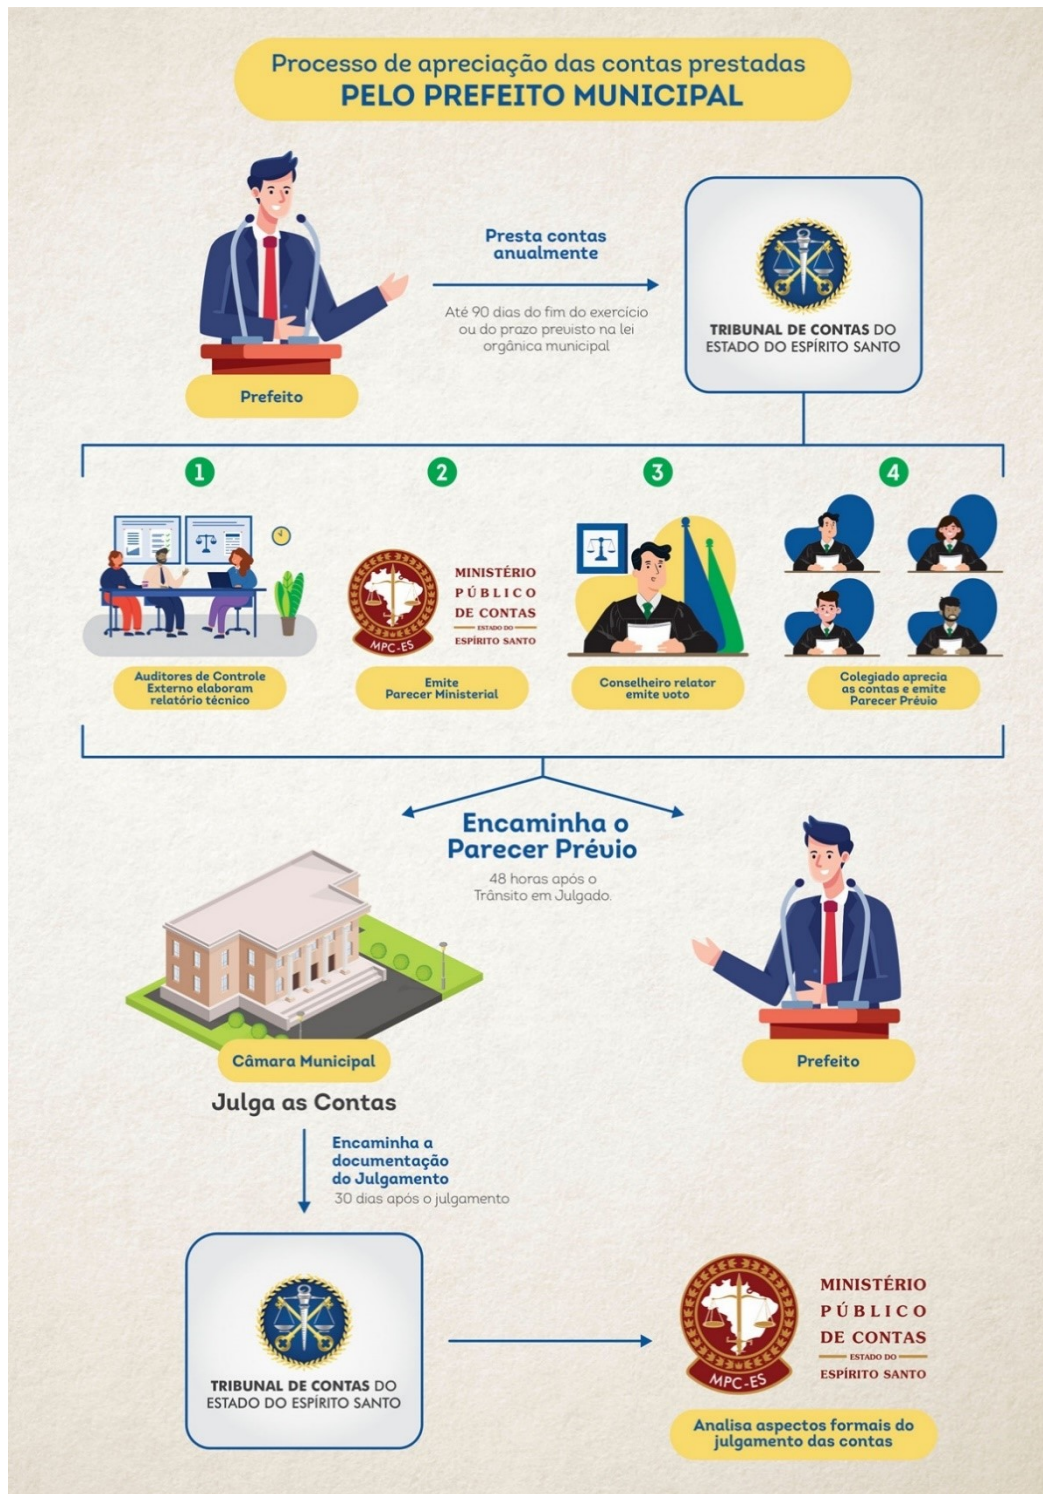 Processo de apreciação das contas prestadas
PELO PREFEITO MUNICIPAL
Presta contas
anualmente
Até 90 dias do fim do exercício
ou do prazo previsto na lei
orgânica municipal
TRIBUNAL DE CONTAS DO
ESTADO DO ESPÍRITO SANTO
Prefeito
1
2
3
4
MINISTÉRIO
PÚBLICO
DE CONTAS
ESTADO DO
ESPÍRITO SANTO
MPC-ES
Auditores de Controle
Externo elaboram
relatório técnico
Emite
Parecer Ministerial
Conselheiro relator
emite voto
Colegiado aprecia
as contas e emite
Parecer Prévio
Encaminha o
Parecer Prévio
48 horas após o
Trânsito em Julgado.
Câmara Municipal
Prefeito
Julga as Contas
Encaminha a
documentação
do Julgamento
30 dias após o julgamento
TRIBUNAL DE CONTAS DO
ESTADO DO ESPÍRITO SANTO
MINISTÉRIO
PÚBLICO
DE CONTAS
ESTADO DO
ESPÍRITO SANTO
MPC-ES
Analisa aspectos formais do
julgamento das contas